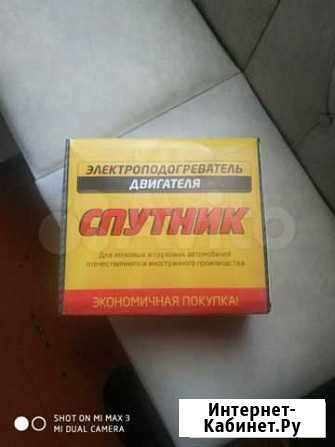 ЭЛЕКТРОПОДОГРЕВАТЕЛЬ
ДВИГАТЕЛЯ
СПУТНИК
Для легковых и грузовых автомобилей
отечественного и иностранного производства
ЭКОНОМИЧНАЯ ПОКУПКА!
SHOT ON MI MAX 3
MI DUAL CAMERA
Интернет-
Кабинет.Ру